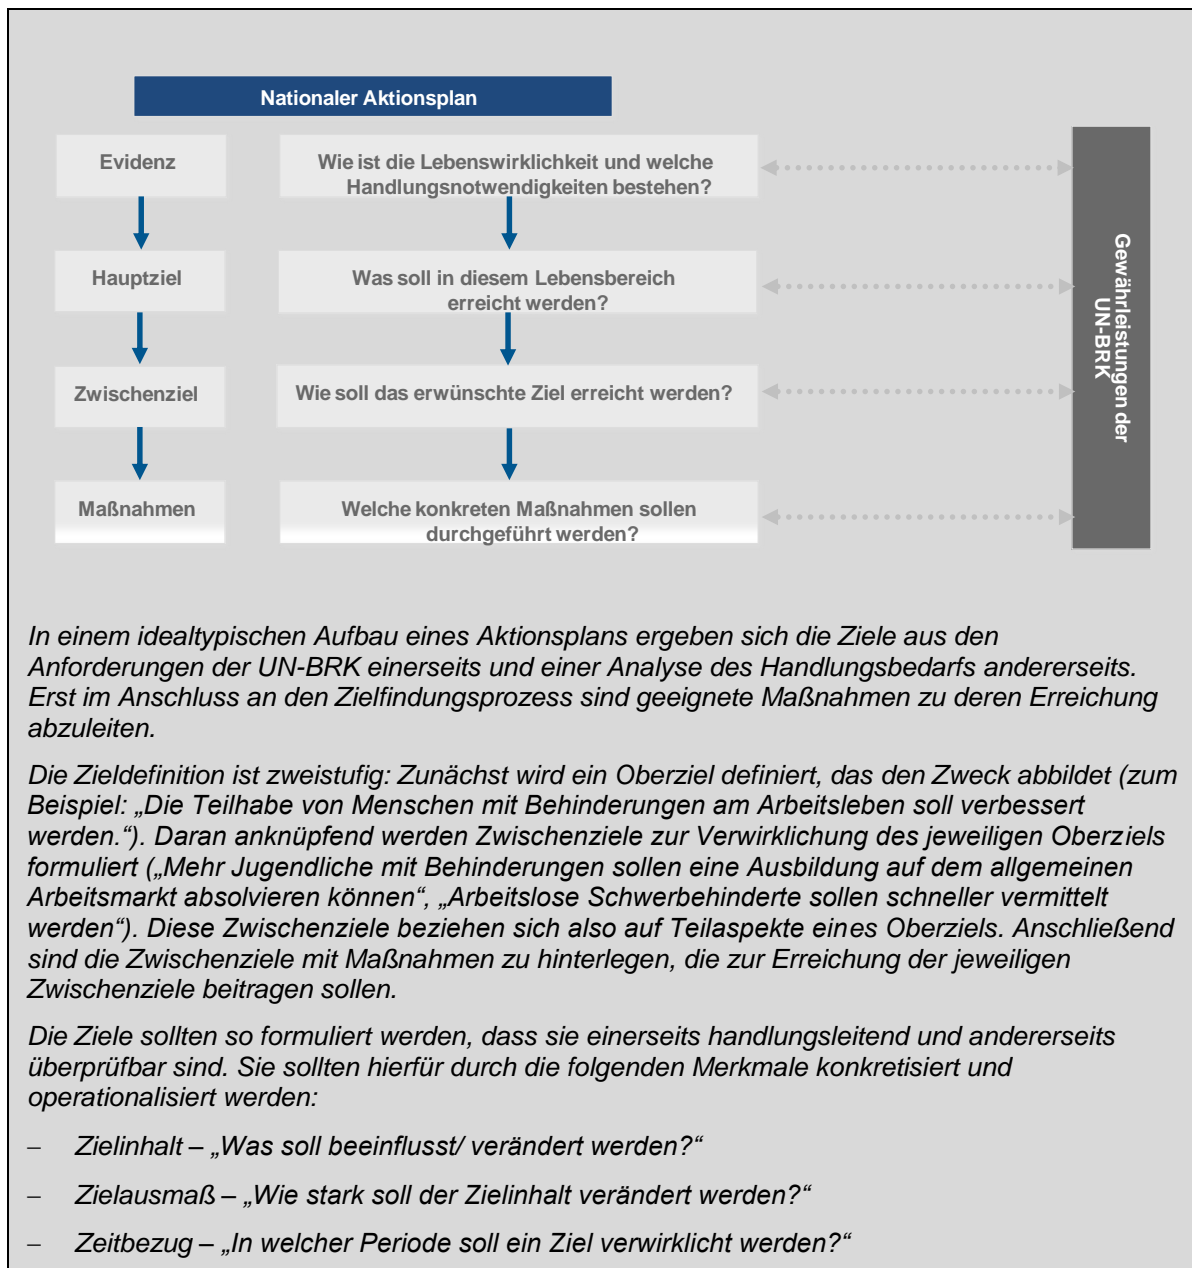 Nationaler Aktionsplan
Evidenz
Wie ist die Lebenswirklichkeit und welche
Handlungsnotwendigkeiten bestehen?
Hauptziel
Was soll in diesem Lebensbereich
erreicht werden?
Zwischenziel
Wie soll das erwünschte Ziel erreicht werden?
Maßnahmen
Welche konkreten Maßnahmen sollen
durchgeführt werden?
Gewährleistungen der
UN-BRK
In einem idealtypischen Aufbau eines Aktionsplans ergeben sich die Ziele aus den
Anforderungen der UN-BRK einerseits und einer Analyse des Handlungsbedarfs andererseits.
Erst im Anschluss an den Zielfindungsprozess sind geeignete Maßnahmen zu deren Erreichung
abzuleiten.
Die Zieldefinition ist zweistufig: Zunächst wird ein Oberziel definiert, das den Zweck abbildet (zum
Beispiel: „Die Teilhabe von Menschen mit Behinderungen am Arbeitsleben soll verbessert
werden.“). Daran anknüpfend werden Zwischenziele zur Verwirklichung des jeweiligen Oberziels
formuliert („Mehr Jugendliche mit Behinderungen sollen eine Ausbildung auf dem allgemeinen
Arbeitsmarkt absolvieren können“, „Arbeitslose Schwerbehinderte sollen schneller vermittelt
werden“). Diese Zwischenziele beziehen sich also auf Teilaspekte eines Oberziels. Anschließend
sind die Zwischenziele mit Maßnahmen zu hinterlegen, die zur Erreichung der jeweiligen
Zwischenziele beitragen sollen.
Die Ziele sollten so formuliert werden, dass sie einerseits handlungsleitend und andererseits
überprüfbar sind. Sie sollten hierfür durch die folgenden Merkmale konkretisiert und
operationalisiert werden:
– Zielinhalt – „Was soll beeinflusst/ verändert werden?“
– Zielausmaß – „Wie stark soll der Zielinhalt verändert werden?“
– Zeitbezug – „In welcher Periode soll ein Ziel verwirklicht werden?“